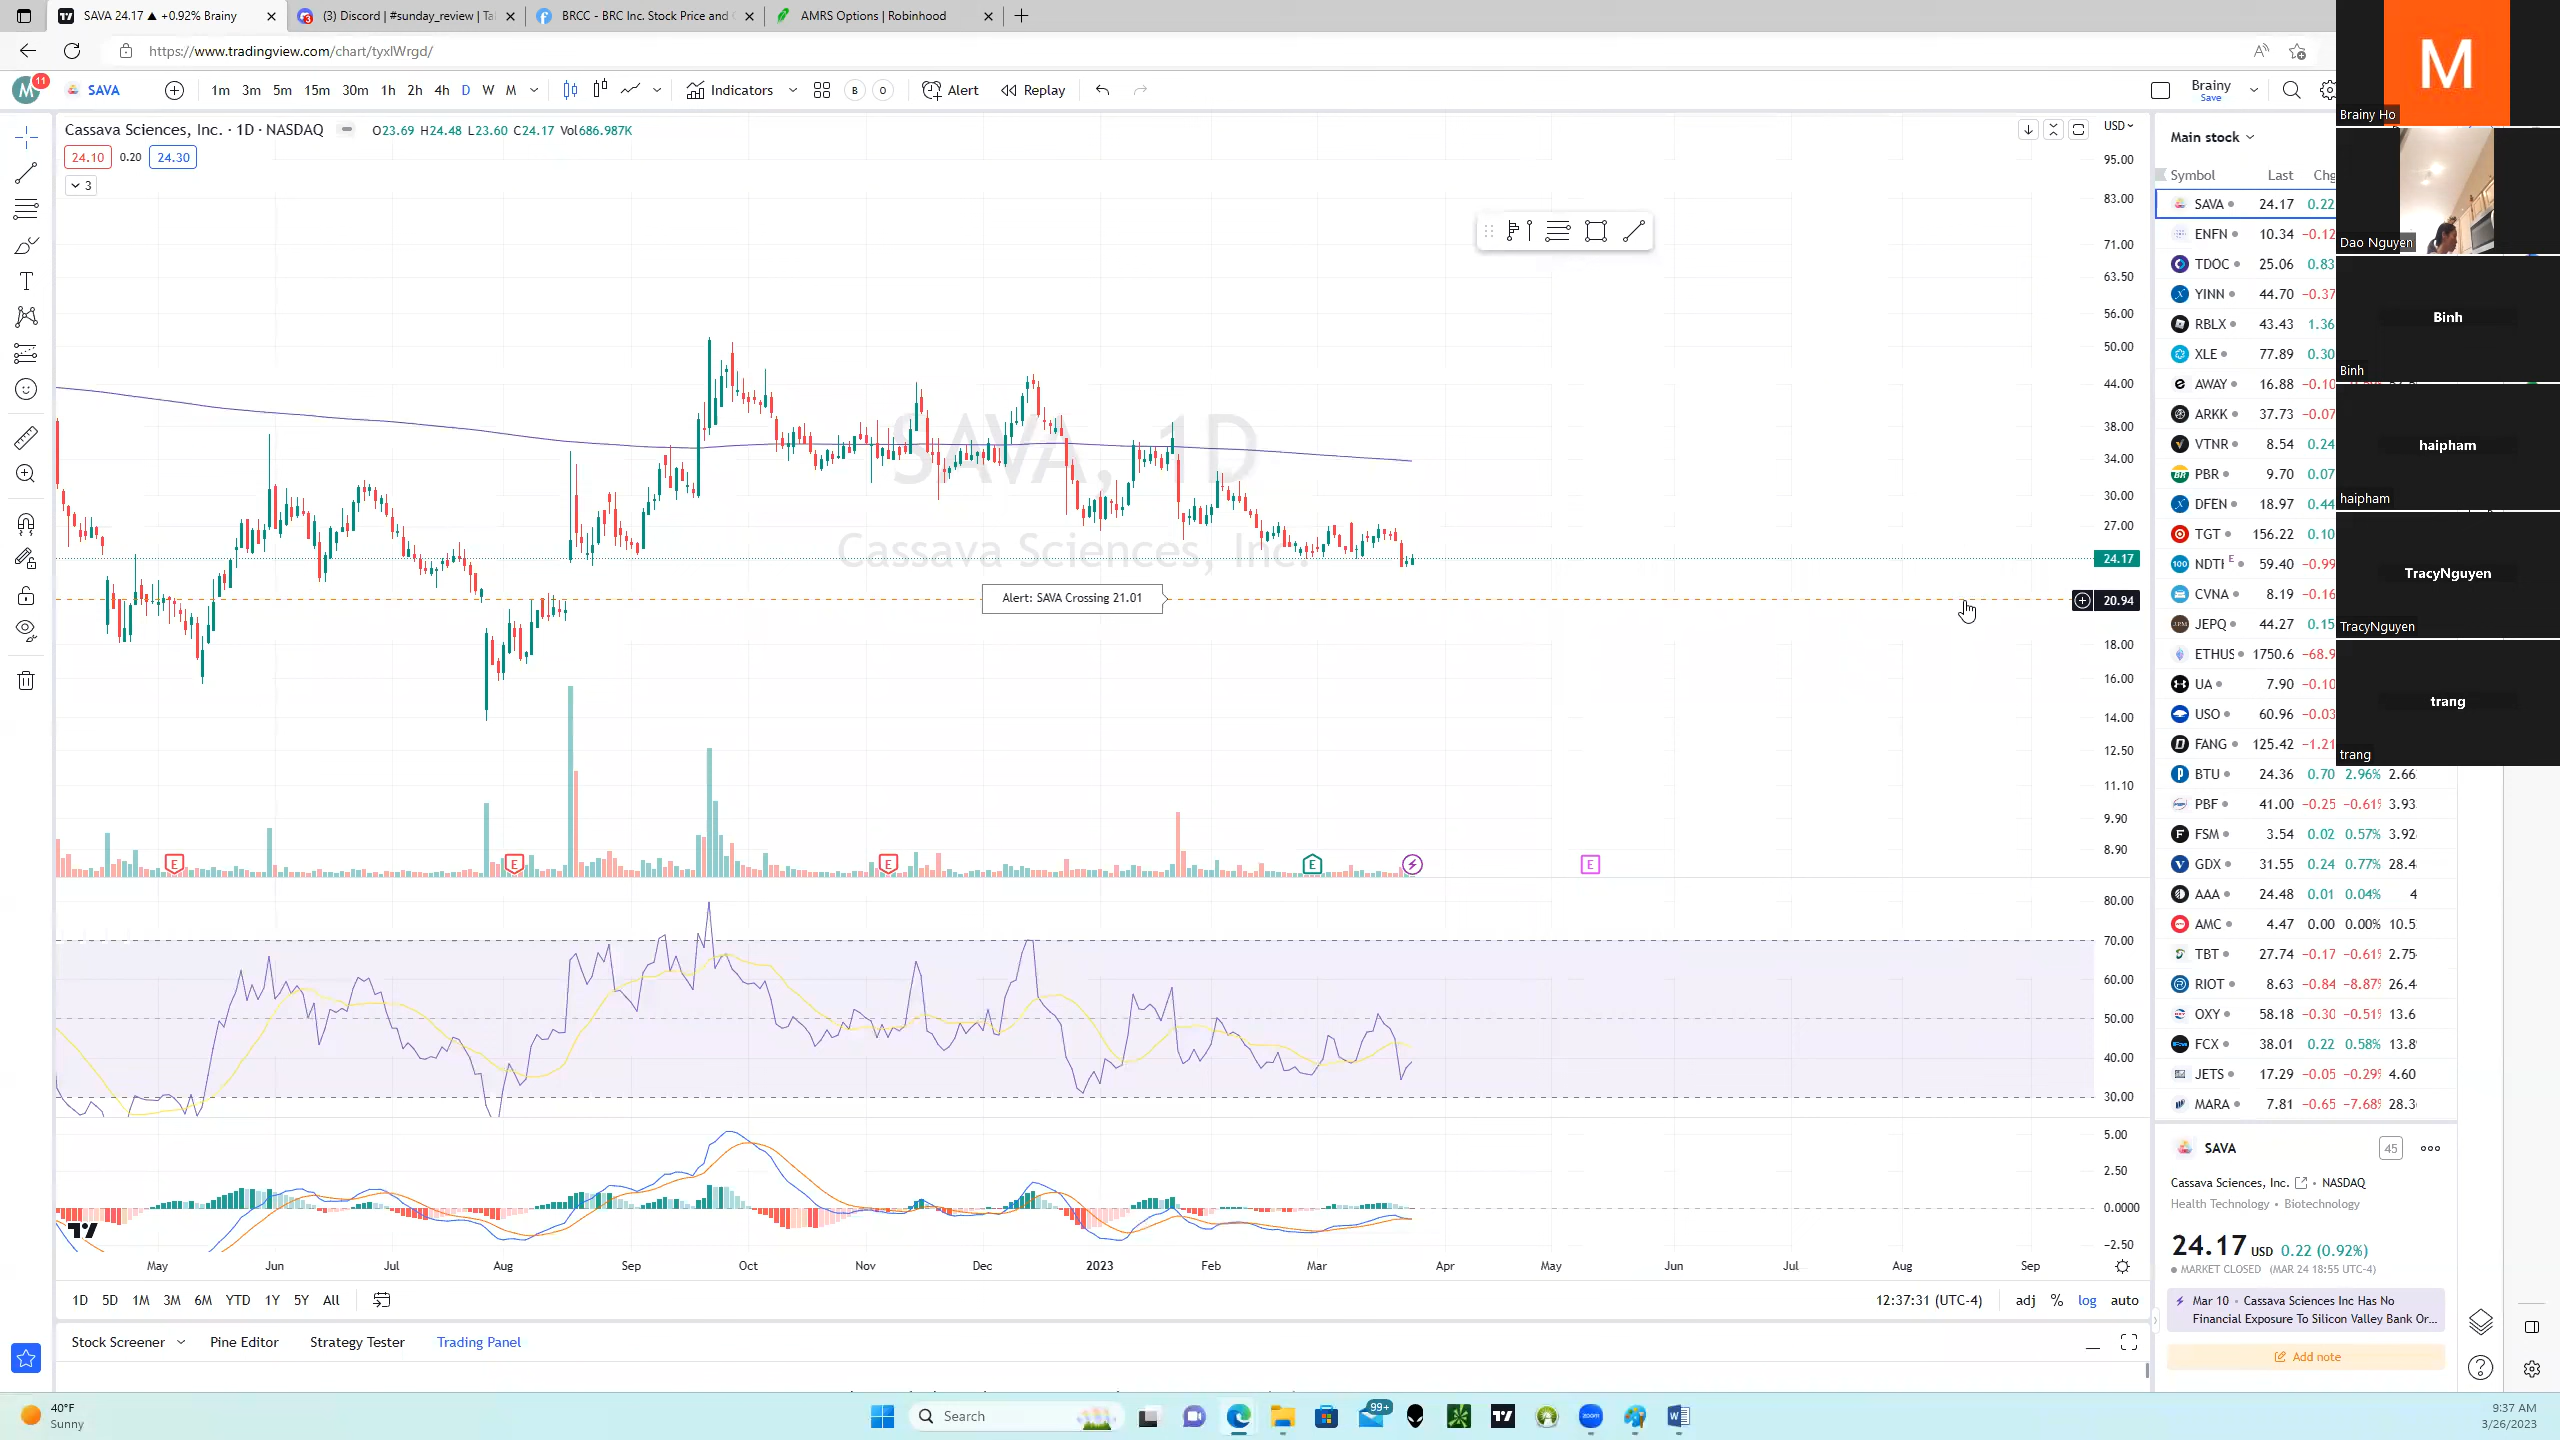 SAVA 24.17 ▲ +0.92% Brainy
(3) Discord | #sunday_review | Ta
BRCC - BRC Inc. Stock Price and
AMRS Options | Robinhood
https://www.tradingview.com/chart/tyxlWrgd/
M 11
SAVA
1m 3m 5m 15m 30m 1h 2h 4h D W M
Indicators
B O
Alert
Replay
Brainy
Save
Cassava Sciences, Inc. · 1D · NASDAQ
O23.69 H24.48 L23.60 C24.17 Vol686.987K
24.10 0.20 24.30
3
USD
95.00
83.00
71.00
63.50
56.00
50.00
44.00
38.00
34.00
30.00
27.00
24.17
20.94
18.00
16.00
14.00
12.50
11.10
9.90
8.90
SAVA, 1D
Cassava Sciences, Inc.
Alert: SAVA Crossing 21.01
E E E E E
80.00
70.00
60.00
50.00
40.00
30.00
5.00
2.50
0.0000
−2.50
May Jun Jul Aug Sep Oct Nov Dec 2023 Feb Mar Apr May Jun Jul Aug Sep
1D 5D 1M 3M 6M YTD 1Y 5Y All
12:37:31 (UTC-4) adj % log auto
Stock Screener Pine Editor Strategy Tester Trading Panel
Main stock
Symbol Last Chg
SAVA 24.17 0.22
ENFN 10.34 −0.12
TDOC 25.06 0.83
YINN 44.70 −0.37
RBLX 43.43 1.36
XLE 77.89 0.30
AWAY 16.88 −0.10
ARKK 37.73 −0.07
VTNR 8.54 0.24
PBR 9.70 0.07
DFEN 18.97 0.44
TGT 156.22 0.10
NDTH E 59.40 −0.99
CVNA 8.19 −0.16
JEPQ 44.27 0.15
ETHUS 1750.6 −68.9
UA 7.90 −0.10
USO 60.96 −0.03
FANG 125.42 −1.21
BTU 24.36 0.70 2.96% 2.66
PBF 41.00 −0.25 −0.61% 3.93
FSM 3.54 0.02 0.57% 3.92
GDX 31.55 0.24 0.77% 28.4
AAA 24.48 0.01 0.04% 4
AMC 4.47 0.00 0.00% 10.5
TBT 27.74 −0.17 −0.61% 2.75
RIOT 8.63 −0.84 −8.87% 26.4
OXY 58.18 −0.30 −0.51% 13.6
FCX 38.01 0.22 0.58% 13.8
JETS 17.29 −0.05 −0.29% 4.60
MARA 7.81 −0.65 −7.68% 28.3
SAVA 45
Cassava Sciences, Inc. • NASDAQ
Health Technology • Biotechnology
24.17 USD 0.22 (0.92%)
MARKET CLOSED (MAR 24 18:55 UTC-4)
Mar 10 • Cassava Sciences Inc Has No
Financial Exposure To Silicon Valley Bank Or...
Add note
M
Brainy Ho
Dao Nguyen
Binh
Binh
haipham
haipham
TracyNguyen
TracyNguyen
trang
trang
40°F
Sunny
Search
99+
zoom
9:37 AM
3/26/2023